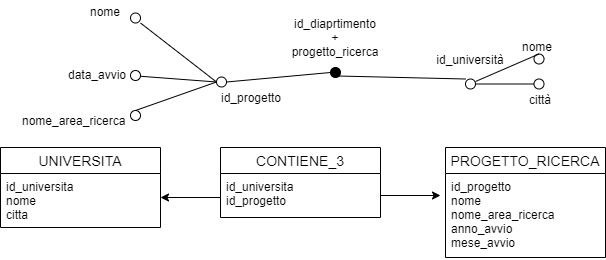 nome
id_diaprtimento
+
progetto_ricerca
id_università
nome
data_avvio
id_progetto
città
nome_area_ricerca
UNIVERSITA
id_universita
nome
citta
CONTIENE_3
id_universita
id_progetto
PROGETTO_RICERCA
id_progetto
nome
nome_area_ricerca
anno_avvio
mese_avvio